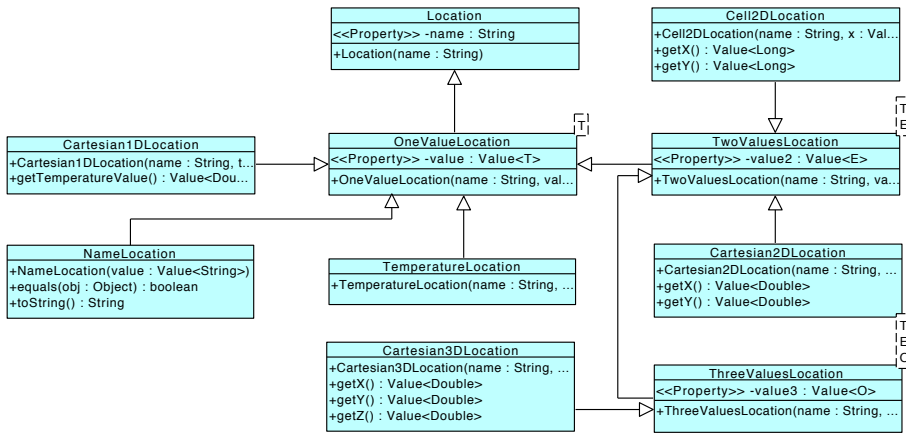 Location
<<Property>> -name : String
+Location(name : String)
Cell2DLocation
+Cell2DLocation(name : String, x : Val...
+getX() : Value<Long>
+getY() : Value<Long>
Cartesian1DLocation
+Cartesian1DLocation(name : String, t...
+getTemperatureValue() : Value<Dou...
T
OneValueLocation
<<Property>> -value : Value<T>
+OneValueLocation(name : String, val...
T
E
TwoValuesLocation
<<Property>> -value2 : Value<E>
+TwoValuesLocation(name : String, va...
NameLocation
+NameLocation(value : Value<String>)
+equals(obj : Object) : boolean
+toString() : String
TemperatureLocation
+TemperatureLocation(name : String, ...
Cartesian2DLocation
+Cartesian2DLocation(name : String, ...
+getX() : Value<Double>
+getY() : Value<Double>
Cartesian3DLocation
+Cartesian3DLocation(name : String, ...
+getX() : Value<Double>
+getY() : Value<Double>
+getZ() : Value<Double>
T
E
ThreeValuesLocation
<<Property>> -value3 : Value<O>
+ThreeValuesLocation(name : String, ...